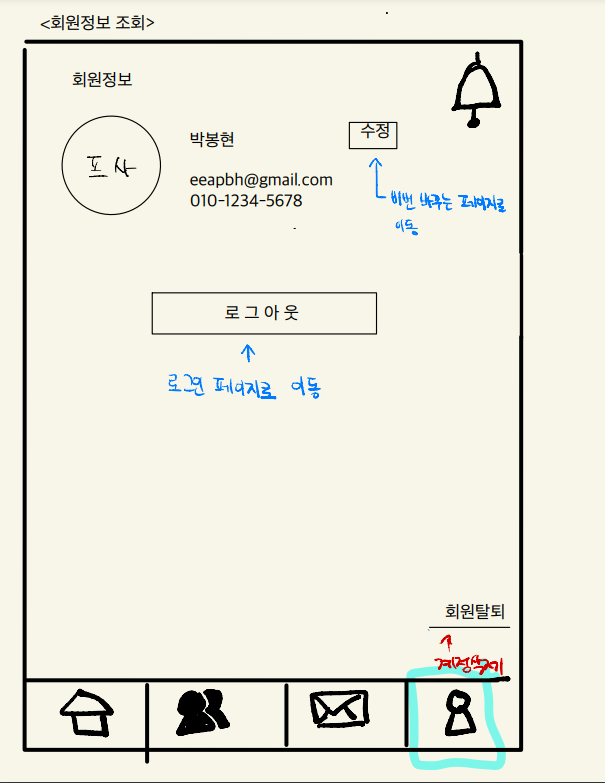 <회원정보 조회>
회원정보
프사
박봉현
수정
eeapbh@gmail.com
010-1234-5678
비번 바꾸는 페이지로
이동
로 그 아 웃
로그인 페이지로 이동
회원탈퇴
계정삭제